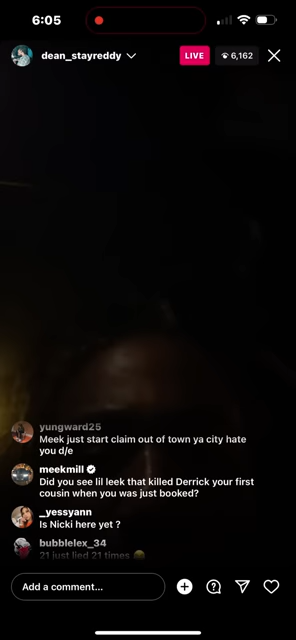 6:05
dean_stayreddy
LIVE
6,162
yungward25
Meek just start claim out of town ya city hate
you d/e
meekmill
Did you see lil leek that killed Derrick your first
cousin when you was just booked?
_yessyann
Is Nicki here yet ?
bubblelex_34
21 just lied 21 times 😂
Add a comment...